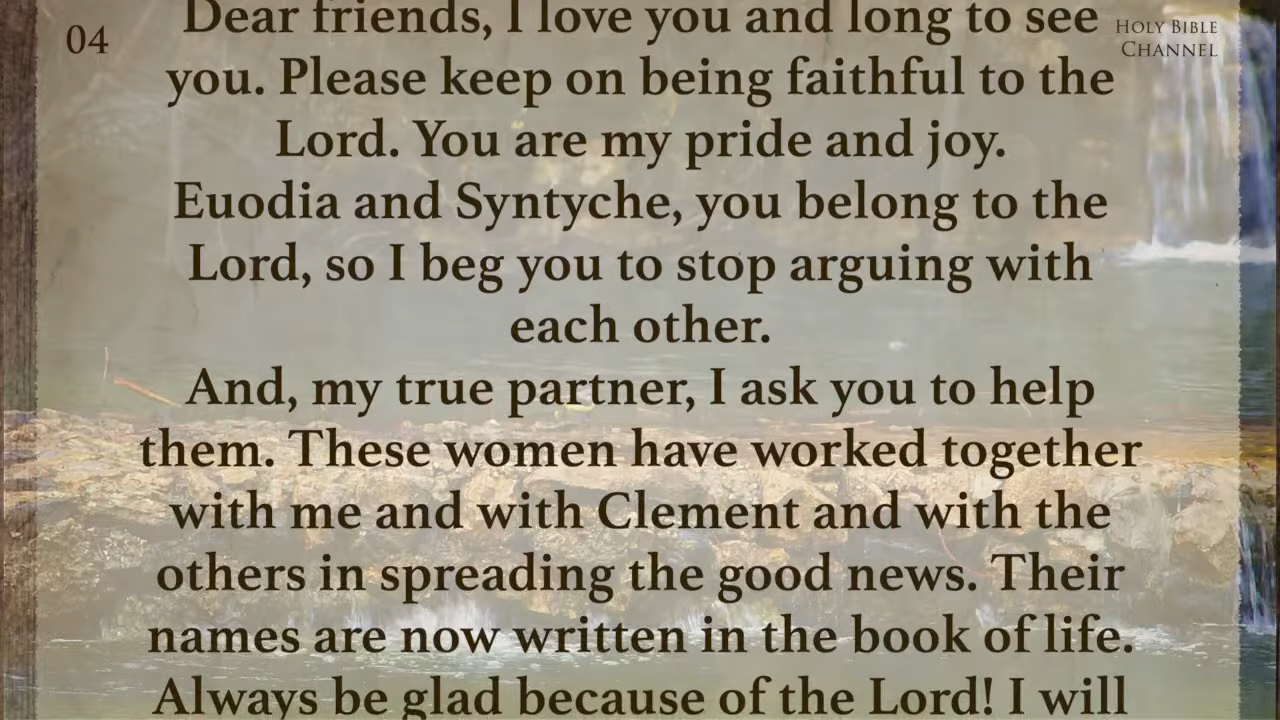 04
HOLY BIBLE
CHANNEL
Dear friends, I love you and long to see
you. Please keep on being faithful to the
Lord. You are my pride and joy.
Euodia and Syntyche, you belong to the
Lord, so I beg you to stop arguing with
each other.
And, my true partner, I ask you to help
them. These women have worked together
with me and with Clement and with the
others in spreading the good news. Their
names are now written in the book of life.
Always be glad because of the Lord! I will